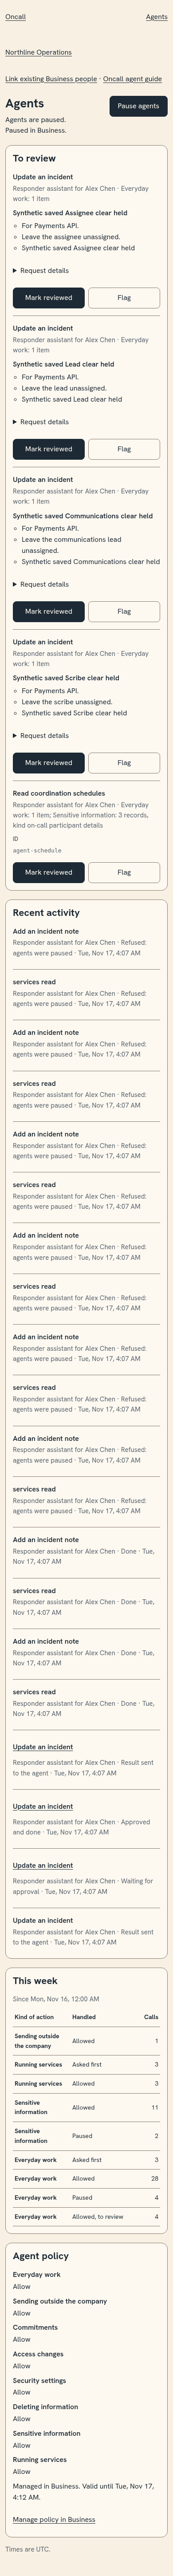 Oncall
Agents
Northline Operations
Link existing Business people · Oncall agent guide
Agents
Pause agents
Agents are paused.
Paused in Business.
To review
Update an incident
Responder assistant for Alex Chen · Everyday
work: 1 item
Synthetic saved Assignee clear held
For Payments API.
Leave the assignee unassigned.
Synthetic saved Assignee clear held
Request details
Mark reviewed
Flag
Update an incident
Responder assistant for Alex Chen · Everyday
work: 1 item
Synthetic saved Lead clear held
For Payments API.
Leave the lead unassigned.
Synthetic saved Lead clear held
Request details
Mark reviewed
Flag
Update an incident
Responder assistant for Alex Chen · Everyday
work: 1 item
Synthetic saved Communications clear held
For Payments API.
Leave the communications lead
unassigned.
Synthetic saved Communications clear held
Request details
Mark reviewed
Flag
Update an incident
Responder assistant for Alex Chen · Everyday
work: 1 item
Synthetic saved Scribe clear held
For Payments API.
Leave the scribe unassigned.
Synthetic saved Scribe clear held
Request details
Mark reviewed
Flag
Read coordination schedules
Responder assistant for Alex Chen · Everyday
work: 1 item; Sensitive information: 3 records,
kind on-call participant details
ID
agent-schedule
Mark reviewed
Flag
Recent activity
Add an incident note
Responder assistant for Alex Chen · Refused:
agents were paused · Tue, Nov 17, 4:07 AM
services read
Responder assistant for Alex Chen · Refused:
agents were paused · Tue, Nov 17, 4:07 AM
Add an incident note
Responder assistant for Alex Chen · Refused:
agents were paused · Tue, Nov 17, 4:07 AM
services read
Responder assistant for Alex Chen · Refused:
agents were paused · Tue, Nov 17, 4:07 AM
Add an incident note
Responder assistant for Alex Chen · Refused:
agents were paused · Tue, Nov 17, 4:07 AM
services read
Responder assistant for Alex Chen · Refused:
agents were paused · Tue, Nov 17, 4:07 AM
Add an incident note
Responder assistant for Alex Chen · Refused:
agents were paused · Tue, Nov 17, 4:07 AM
services read
Responder assistant for Alex Chen · Refused:
agents were paused · Tue, Nov 17, 4:07 AM
Add an incident note
Responder assistant for Alex Chen · Refused:
agents were paused · Tue, Nov 17, 4:07 AM
services read
Responder assistant for Alex Chen · Refused:
agents were paused · Tue, Nov 17, 4:07 AM
Add an incident note
Responder assistant for Alex Chen · Refused:
agents were paused · Tue, Nov 17, 4:07 AM
services read
Responder assistant for Alex Chen · Refused:
agents were paused · Tue, Nov 17, 4:07 AM
Add an incident note
Responder assistant for Alex Chen · Done · Tue,
Nov 17, 4:07 AM
services read
Responder assistant for Alex Chen · Done · Tue,
Nov 17, 4:07 AM
Add an incident note
Responder assistant for Alex Chen · Done · Tue,
Nov 17, 4:07 AM
services read
Responder assistant for Alex Chen · Done · Tue,
Nov 17, 4:07 AM
Update an incident
Responder assistant for Alex Chen · Result sent
to the agent · Tue, Nov 17, 4:07 AM
Update an incident
Responder assistant for Alex Chen · Approved
and done · Tue, Nov 17, 4:07 AM
Update an incident
Responder assistant for Alex Chen · Waiting for
approval · Tue, Nov 17, 4:07 AM
Update an incident
Responder assistant for Alex Chen · Result sent
to the agent · Tue, Nov 17, 4:07 AM
This week
Since Mon, Nov 16, 12:00 AM
Kind of action Handled Calls
Sending outside
the company Allowed 1
Running services Asked first 3
Running services Allowed 3
Sensitive
information Allowed 11
Sensitive
information Paused 2
Everyday work Asked first 3
Everyday work Allowed 28
Everyday work Paused 4
Everyday work Allowed, to review 4
Agent policy
Everyday work
Allow
Sending outside the company
Allow
Commitments
Allow
Access changes
Allow
Security settings
Allow
Deleting information
Allow
Sensitive information
Allow
Running services
Allow
Managed in Business. Valid until Tue, Nov 17,
4:12 AM.
Manage policy in Business
Times are UTC.